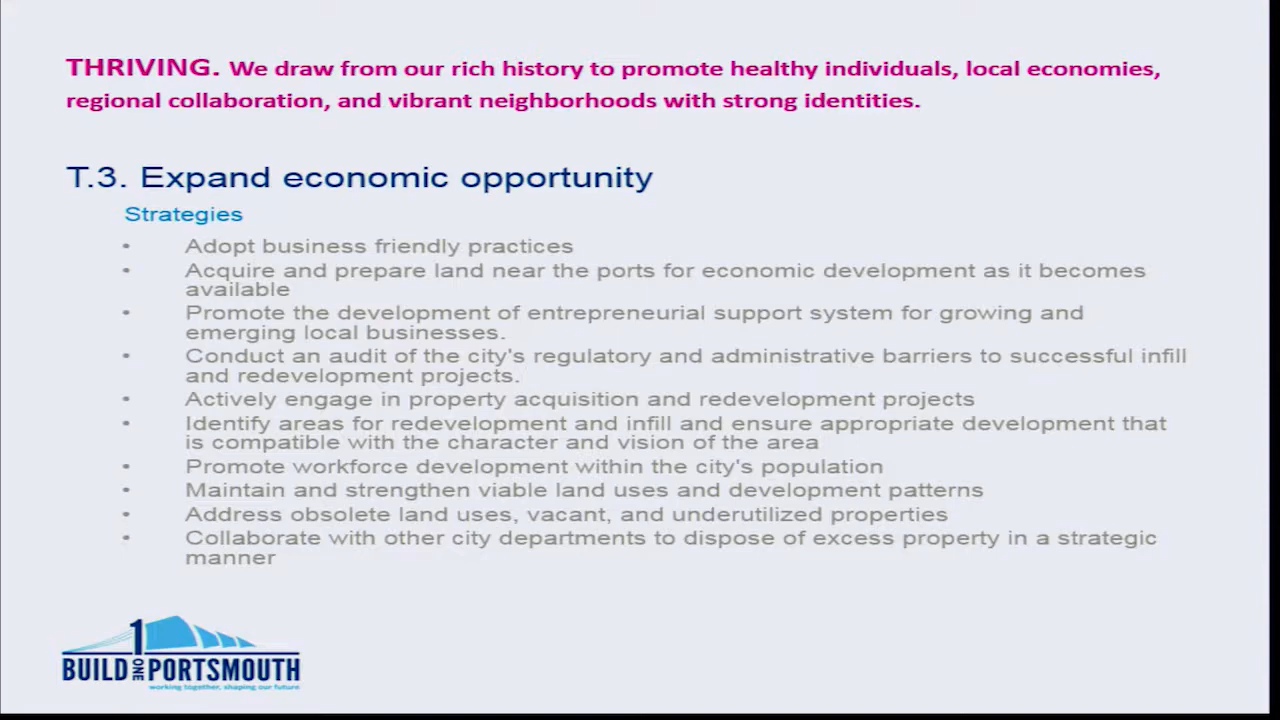 THRIVING. We draw from our rich history to promote healthy individuals, local economies,
regional collaboration, and vibrant neighborhoods with strong identities.
T.3. Expand economic opportunity
Strategies
• Adopt business friendly practices
• Acquire and prepare land near the ports for economic development as it becomes
available
• Promote the development of entrepreneurial support system for growing and
emerging local businesses.
• Conduct an audit of the city's regulatory and administrative barriers to successful infill
and redevelopment projects.
• Actively engage in property acquisition and redevelopment projects
• Identify areas for redevelopment and infill and ensure appropriate development that
is compatible with the character and vision of the area
• Promote workforce development within the city's population
• Maintain and strengthen viable land uses and development patterns
• Address obsolete land uses, vacant, and underutilized properties
• Collaborate with other city departments to dispose of excess property in a strategic
manner
BUILD 1 ONE PORTSMOUTH
working together, shaping our future